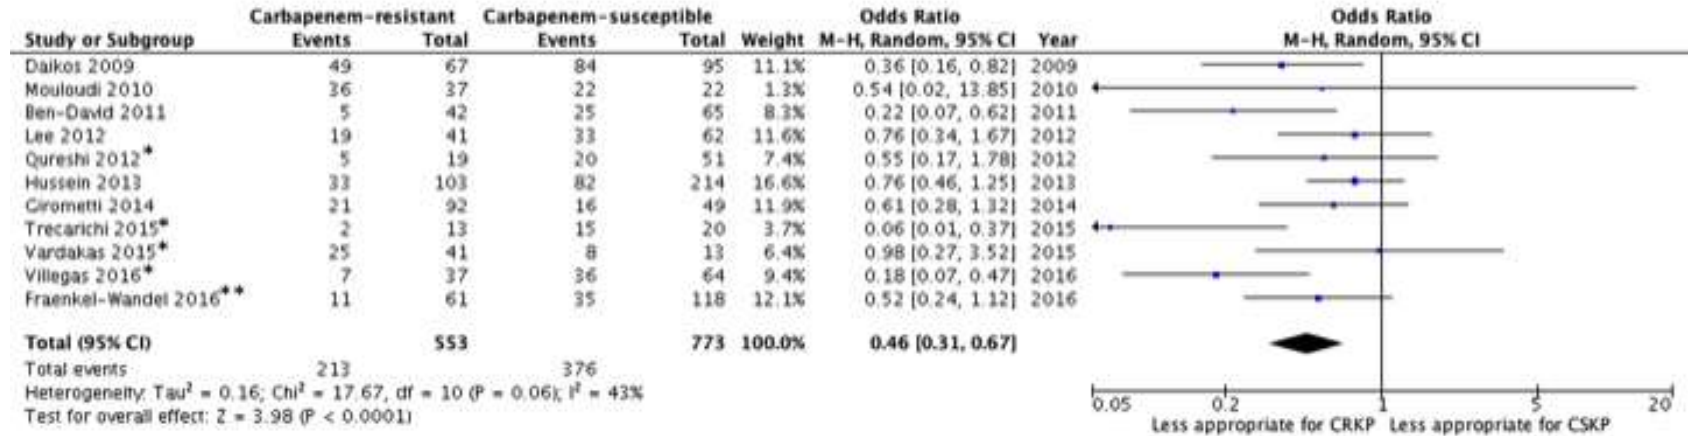 Carbapenem-resistant Carbapenem-susceptible Odds Ratio Odds Ratio
Study or Subgroup Events Total Events Total Weight M-H, Random, 95% CI Year M-H, Random, 95% CI
Daikos 2009 49 67 84 95 11.1% 0.36 [0.16, 0.82] 2009
Mouloudi 2010 36 37 22 22 1.3% 0.54 [0.02, 13.85] 2010
Ben-David 2011 5 42 25 65 8.3% 0.22 [0.07, 0.62] 2011
Lee 2012 19 41 33 62 11.6% 0.76 [0.34, 1.67] 2012
Qureshi 2012* 5 19 20 51 7.4% 0.55 [0.17, 1.78] 2012
Hussein 2013 33 103 82 214 16.6% 0.76 [0.46, 1.25] 2013
Girometti 2014 21 92 16 49 11.9% 0.61 [0.28, 1.32] 2014
Trecarichi 2015* 2 13 15 20 3.7% 0.06 [0.01, 0.37] 2015
Vardakas 2015* 25 41 8 13 6.4% 0.98 [0.27, 3.52] 2015
Villegas 2016* 7 37 36 64 9.4% 0.18 [0.07, 0.47] 2016
Fraenkel-Wandel 2016** 11 61 35 118 12.1% 0.52 [0.24, 1.12] 2016
Total (95% CI) 553 773 100.0% 0.46 [0.31, 0.67]
Total events 213 376
Heterogeneity: Tau² = 0.16; Chi² = 17.67, df = 10 (P = 0.06); I² = 43%
Test for overall effect: Z = 3.98 (P < 0.0001)
0.05 0.2 1 5 20
Less appropriate for CRKP Less appropriate for CSKP